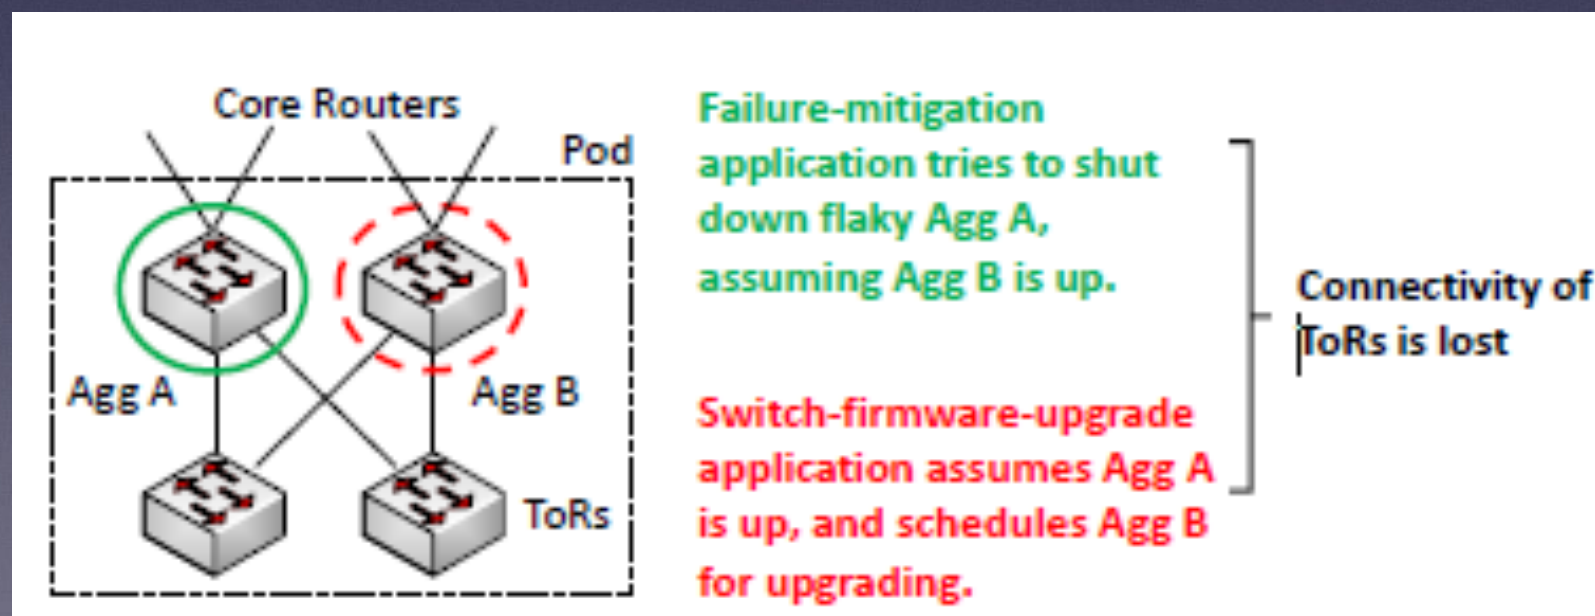 Core Routers
Pod
Agg A
Agg B
ToRs
Failure-mitigation
application tries to shut
down flaky Agg A,
assuming Agg B is up.
Switch-firmware-upgrade
application assumes Agg A
is up, and schedules Agg B
for upgrading.
Connectivity of
ToRs is lost